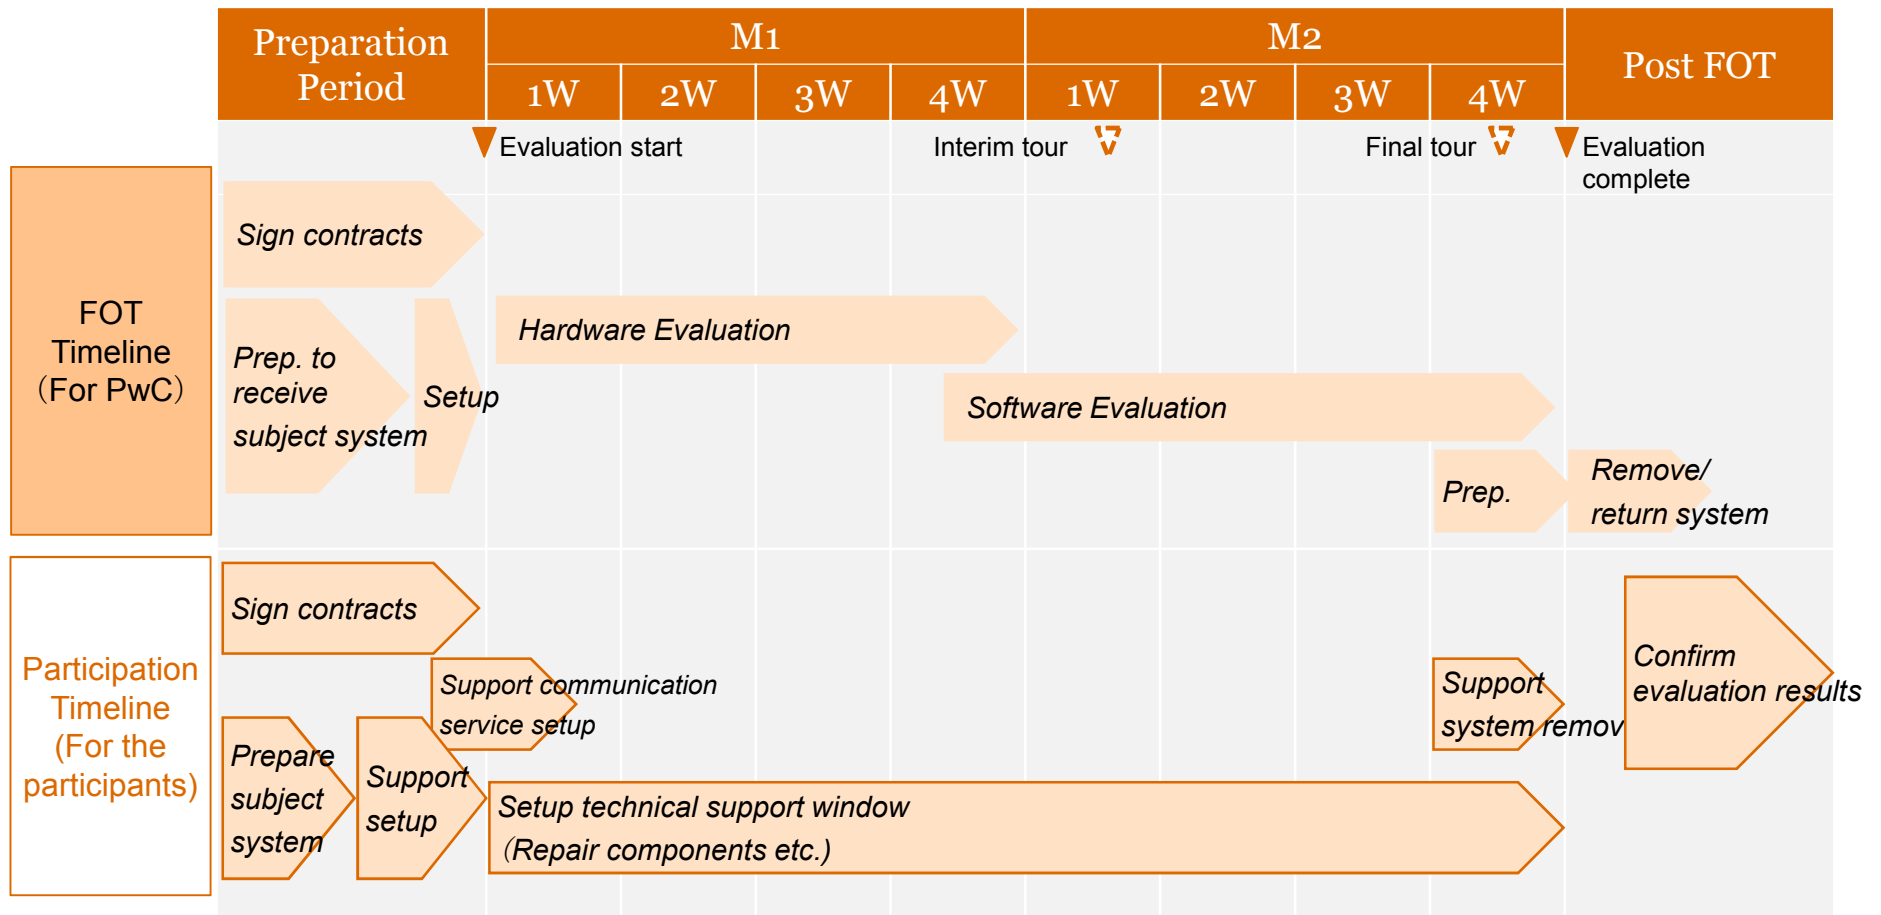 Preparation
Period
M1
M2
Post FOT
1W
2W
3W
4W
1W
2W
3W
4W
Evaluation start
Interim tour
Final tour
Evaluation
complete
FOT
Timeline
（For PwC）
Sign contracts
Prep. to
receive
subject system
Setup
Hardware Evaluation
Software Evaluation
Prep.
Remove/
return system
Participation
Timeline
(For the
participants)
Sign contracts
Support communication
service setup
Prepare
subject
system
Support
setup
Setup technical support window
（Repair components etc.)
Support
system remov
Confirm
evaluation results